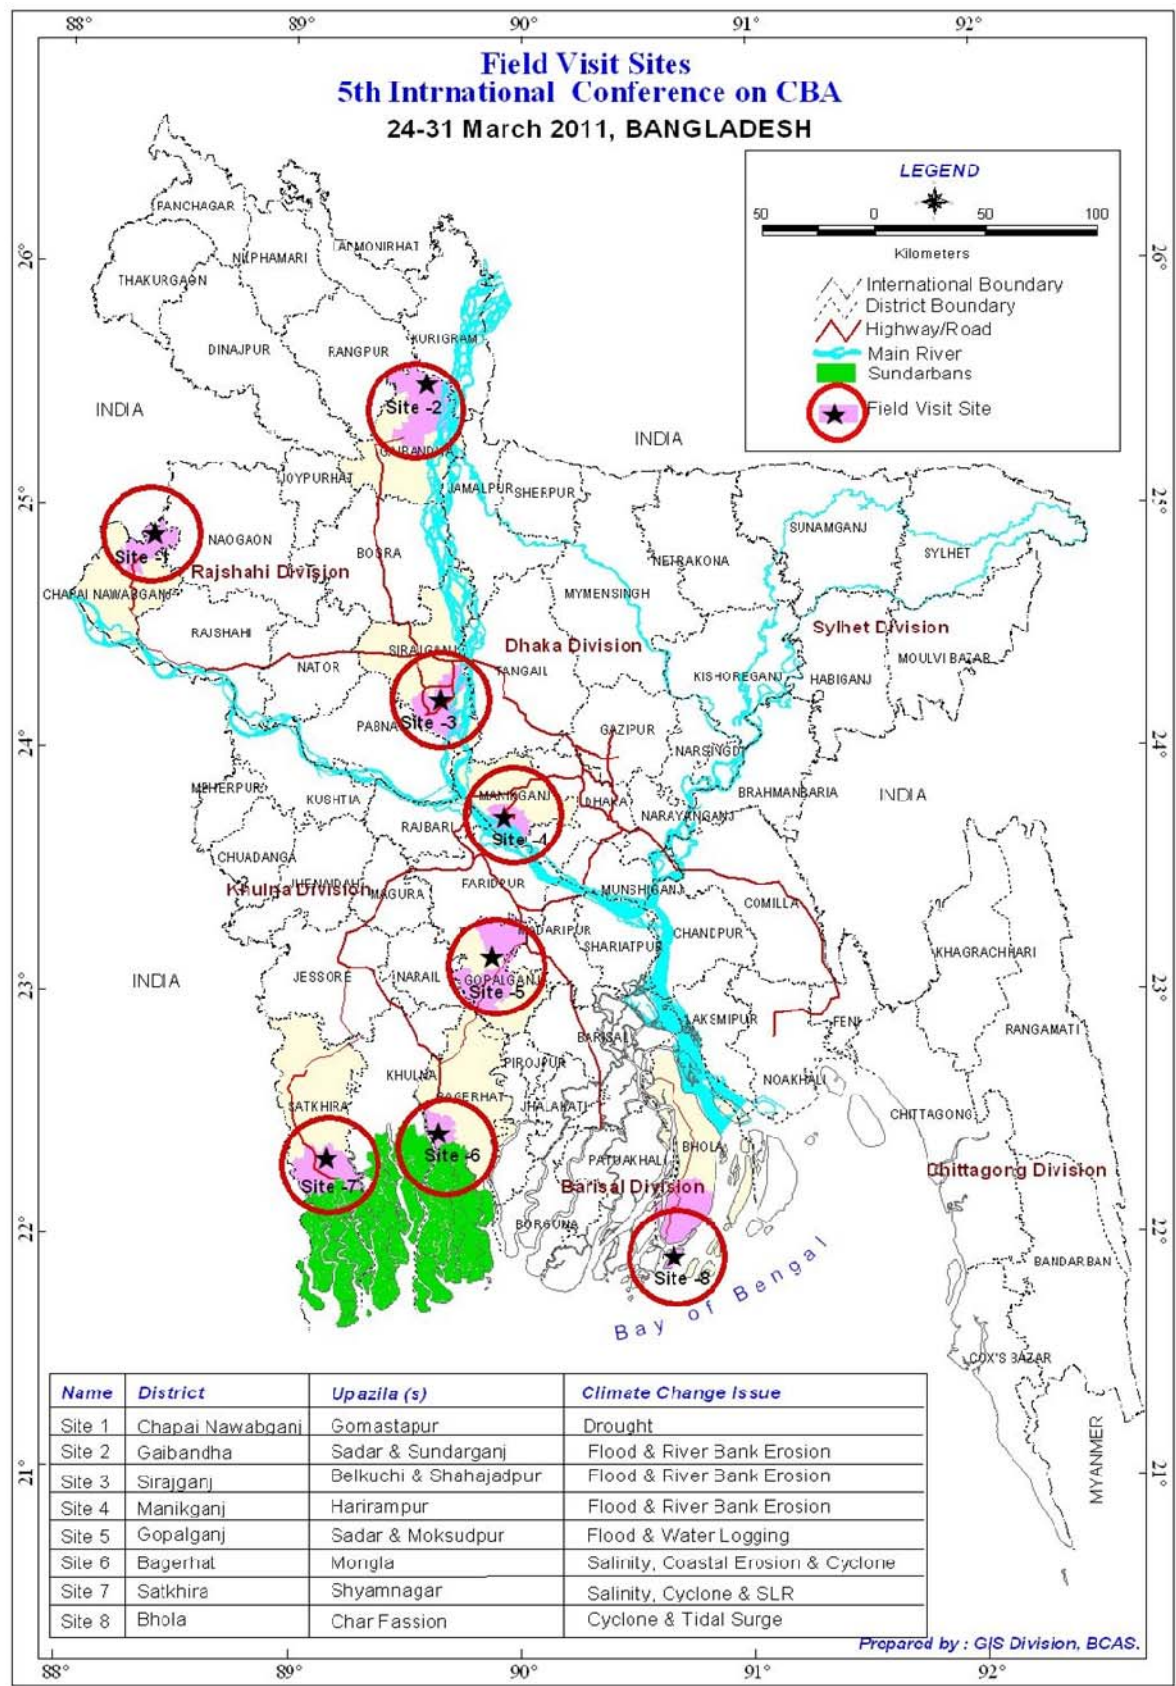 88° 89° 90° 91° 92°
Field Visit Sites
5th Intrnational Conference on CBA
24-31 March 2011, BANGLADESH
LEGEND
50 0 50 100
Kilometers
International Boundary
District Boundary
Highway/Road
Main River
Sundarbans
Field Visit Site
PANCHAGAR
LALMONIRHAT
NILPHAMARI
26° 26°
THAKURGAON
KURIGRAM
DINAJPUR
RANGPUR
Site -2
INDIA
INDIA
GAIBANDHA
JOYPURHAT
JAMALPUR
SHERPUR
25° 25°
SUNAMGANJ
NAOGAON
SYLHET
Site -1
BOGRA
NETRAKONA
Rajshahi Division
CHAPAI NAWABGANJ
MYMENSINGH
RAJSHAHI
Sylhet Division
Dhaka Division
SIRAJGANJ
MOULVI BAZAR
NATOR
TANGAIL
KISHOREGANJ
HABIGANJ
Site -3
PABNA
GAZIPUR
24° 24°
NARSINGDI
MEHERPUR
MANIKGANJ
BRAHMANBARIA
INDIA
KUSHTIA
DHAKA
NARAYANGANJ
RAJBARI
Site -4
CHUADANGA
JHENAIDAH
Khulna Division
MAGURA
FARIDPUR
MUNSHIGANJ
COMILLA
MADARIPUR
CHANDPUR
SHARIATPUR
KHAGRACHHARI
INDIA
JESSORE
NARAIL
GOPALGANJ
Site -5
23° 23°
LAKSMIPUR
FENI
RANGAMATI
BARISAL
PIROJPUR
KHULNA
NOAKHALI
BAGERHAT
JHALAKATI
SATKHIRA
CHITTAGONG
BHOLA
Site -6
PATUAKHALI
Chittagong Division
Site -7
Barisal Division
BORGUNA
22° 22°
BANDARBAN
Site -8
Bay of Bengal
COX'S BAZAR
MYANIMER
21° 21°
Name District Upazila (s) Climate Change Issue
Site 1 Chapai Nawabganj Gomastapur Drought
Site 2 Gaibandha Sadar & Sundarganj Flood & River Bank Erosion
Site 3 Sirajganj Belkuchi & Shahajadpur Flood & River Bank Erosion
Site 4 Manikganj Harirampur Flood & River Bank Erosion
Site 5 Gopalganj Sadar & Moksudpur Flood & Water Logging
Site 6 Bagerhat Mongla Salinity, Coastal Erosion & Cyclone
Site 7 Satkhira Shyamnagar Salinity, Cyclone & SLR
Site 8 Bhola Char Fassion Cyclone & Tidal Surge
Prepared by : GIS Division, BCAS.
88° 89° 90° 91° 92°